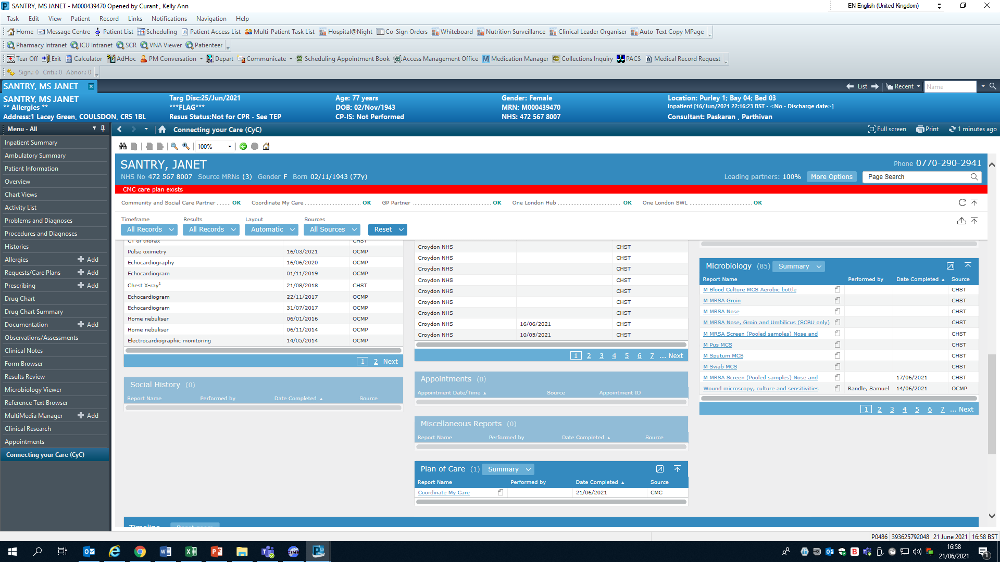 SANTRY, MS JANET - M000439470 Opened by Curant , Kelly Ann
EN English (United Kingdom)
Task Edit View Patient Record Links Notifications Navigation Help
Home Message Centre Patient List Scheduling Patient Access List Multi-Patient Task List Hospital@Night Co-Sign Orders Whiteboard Nutrition Surveillance Clinical Leader Organiser Auto-Text Copy MPage
Pharmacy Intranet ICU Intranet SCR VNA Viewer Patienteer
Tear Off Exit Calculator AdHoc PM Conversation Depart Communicate Scheduling Appointment Book Access Management Office Medication Manager Collections Inquiry PACS Medical Record Request
Sign.: 0 Criti.: 0 Abnor.: 0
SANTRY, MS JANET
List Recent Name
SANTRY, MS JANET Targ Disc:25/Jun/2021 Age: 77 years Gender: Female Location: Purley 1; Bay 04; Bed 03
** Allergies ** ***FLAG*** DOB: 02/Nov/1943 MRN: M000439470 Inpatient [16/Jun/2021 22:16:23 BST - <No - Discharge date>]
Address:1 Lacey Green, COULSDON, CR5 1BL Resus Status:Not for CPR - See TEP CP-IS: Not Performed NHS: 472 567 8007 Consultant: Paskaran , Parthivan
Menu - All
Inpatient Summary
Ambulatory Summary
Patient Information
Overview
Chart Views
Activity List
Problems and Diagnoses
Procedures and Diagnoses
Histories
Allergies Add
Requests/Care Plans Add
Prescribing Add
Drug Chart
Drug Chart Summary
Documentation Add
Observations/Assessments
Clinical Notes
Form Browser
Results Review
Microbiology Viewer
Reference Text Browser
MultiMedia Manager Add
Clinical Research
Appointments
Connecting your Care (CyC)
Connecting your Care (CyC) Full screen Print 1 minutes ago
100%
SANTRY, JANET Phone 0770-290-2941
NHS No 472 567 8007 Source MRNs (3) Gender F Born 02/11/1943 (77y) Loading partners: 100% More Options Page Search
CMC care plan exists
Community and Social Care Partner ........ OK Coordinate My Care ........ OK GP Partner ........ OK One London Hub ........ OK One London SWL ........ OK
Timeframe Results Layout Sources
All Records All Records Automatic All Sources Reset
CT of thorax CHST
Pulse oximetry 16/03/2021 OCMP
Echocardiography 16/06/2020 OCMP
Echocardiogram 01/11/2019 OCMP
Chest X-ray1 21/08/2018 CHST
Echocardiogram 22/11/2017 OCMP
Echocardiogram 31/07/2017 OCMP
Home nebuliser 06/01/2016 OCMP
Home nebuliser 06/11/2014 OCMP
Electrocardiographic monitoring 14/05/2014 OCMP
1 2 Next
Social History (0)
Report Name Performed by Date Completed Source
Croydon NHS CHST
Croydon NHS CHST
Croydon NHS CHST
Croydon NHS CHST
Croydon NHS CHST
Croydon NHS CHST
Croydon NHS CHST
Croydon NHS 16/06/2021 CHST
Croydon NHS 10/05/2021 CHST
1 2 3 4 5 6 7 ... Next
Appointments (0)
Appointment Date/Time Source Appointment ID
Miscellaneous Reports (0)
Report Name Performed by Date Completed Source
Plan of Care (1) Summary
Report Name Performed by Date Completed Source
Coordinate My Care 21/06/2021 CMC
Microbiology (85) Summary
Report Name Performed by Date Completed Source
M Blood Culture MCS Aerobic bottle CHST
M MRSA Groin CHST
M MRSA Nose CHST
M MRSA Nose, Groin and Umbilicus (SCBU only) CHST
M MRSA Screen (Pooled samples) Nose and CHST
M Pus MCS CHST
M Sputum MCS CHST
M Swab MCS CHST
M MRSA Screen (Pooled samples) Nose and 17/06/2021 CHST
Wound microscopy, culture and sensitivities Randle, Samuel 14/06/2021 OCMP
1 2 3 4 5 6 7 ... Next
Timeline Reset zoom
P0486 393625792048 21 June 2021 16:58 BST
16:58
21/06/2021